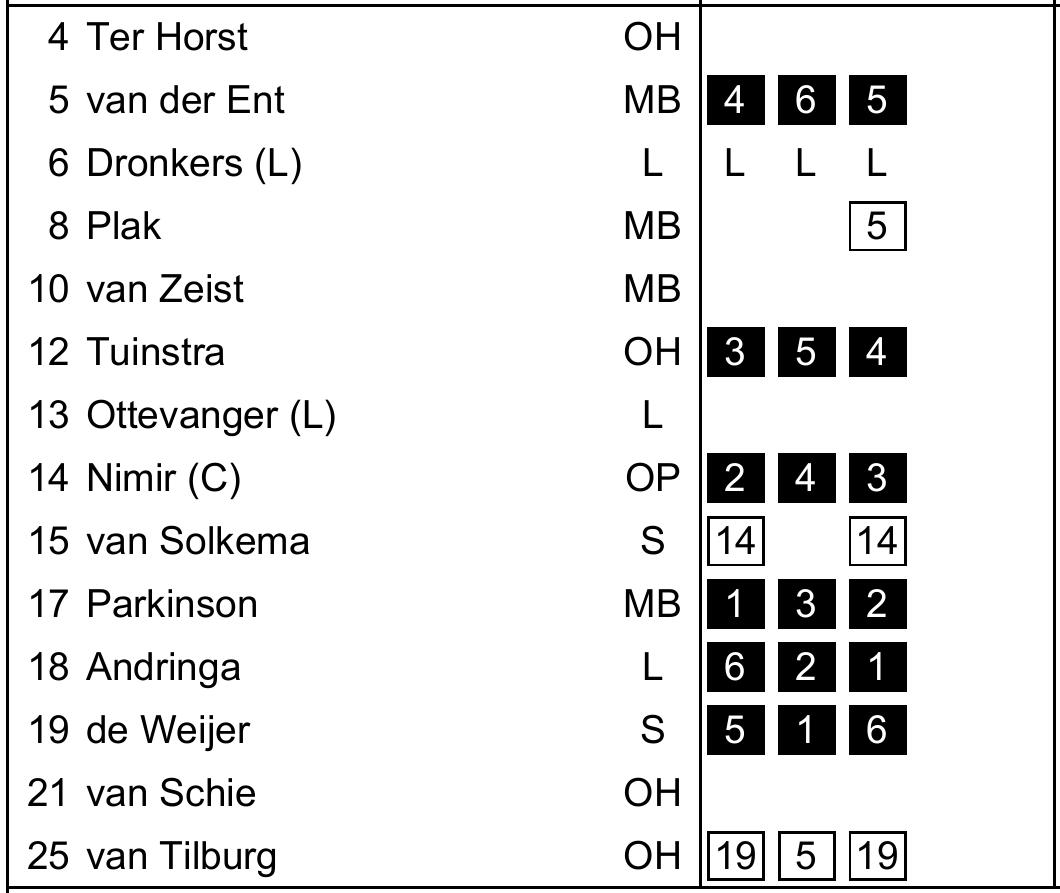 4 Ter Horst OH
5 van der Ent MB 4 6 5
6 Dronkers (L) L L L L
8 Plak MB 5
10 van Zeist MB
12 Tuinstra OH 3 5 4
13 Ottevanger (L) L
14 Nimir (C) OP 2 4 3
15 van Solkema S 14 14
17 Parkinson MB 1 3 2
18 Andringa L 6 2 1
19 de Weijer S 5 1 6
21 van Schie OH
25 van Tilburg OH 19 5 19